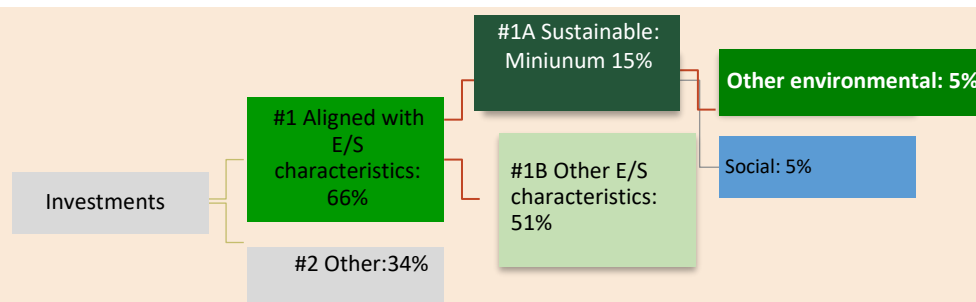 #1A Sustainable:
Miniunum 15%
Other environmental: 5%
#1 Aligned with
E/S
characteristics:
66%
#1B Other E/S
characteristics:
51%
Social: 5%
Investments
#2 Other:34%